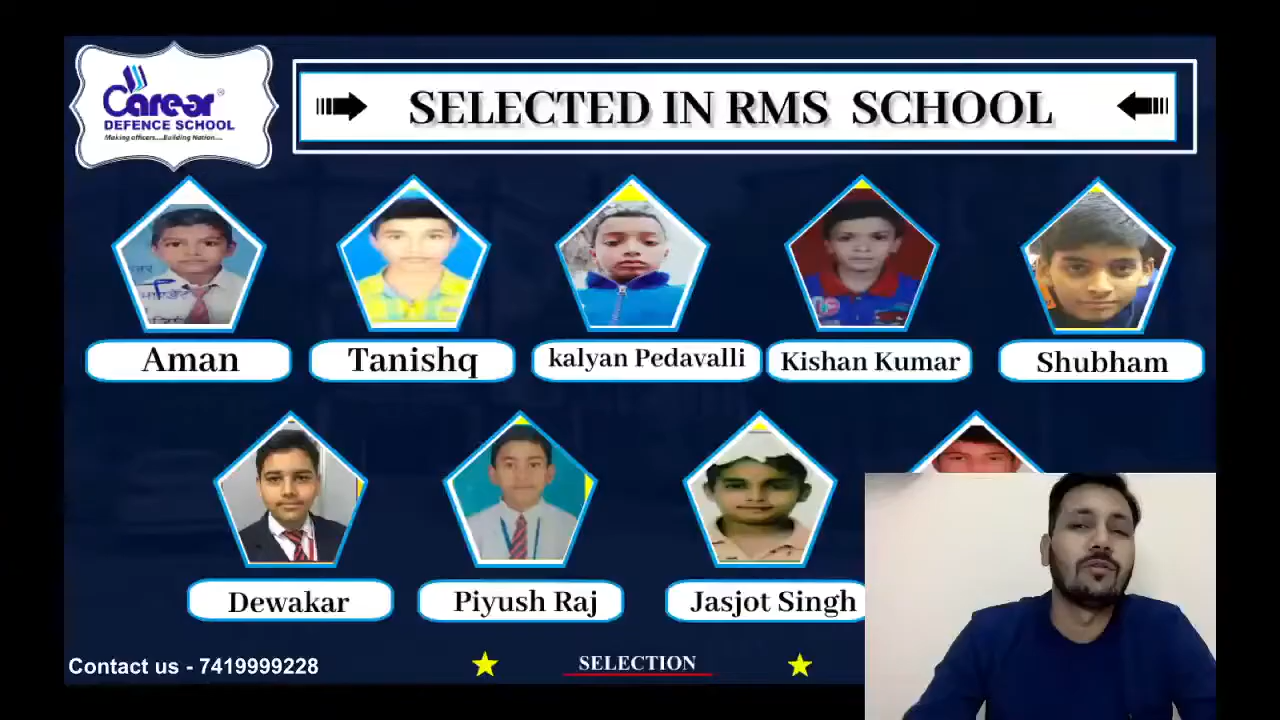 Career®
DEFENCE SCHOOL
Making officers....Building Nation....
SELECTED IN RMS SCHOOL
Aman
Tanishq
kalyan Pedavalli
Kishan Kumar
Shubham
Dewakar
Piyush Raj
Jasjot Singh
Contact us - 7419999228
SELECTION